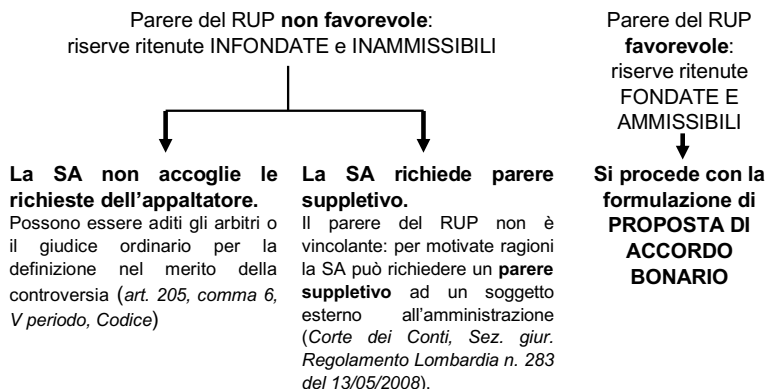 Parere del RUP non favorevole:
riserve ritenute INFONDATE e INAMMISSIBILI
La SA non accoglie le
richieste dell'appaltatore.
Possono essere aditi gli arbitri o
il giudice ordinario per la
definizione nel merito della
controversia (art. 205, comma 6,
V periodo, Codice)
La SA richiede parere
suppletivo.
Il parere del RUP non è
vincolante: per motivate ragioni
la SA può richiedere un parere
suppletivo ad un soggetto
esterno all'amministrazione
(Corte dei Conti, Sez. giur.
Regolamento Lombardia n. 283
del 13/05/2008).
Parere del RUP
favorevole:
riserve ritenute
FONDATE E
AMMISSIBILI
Si procede con la
formulazione di
PROPOSTA DI
ACCORDO
BONARIO